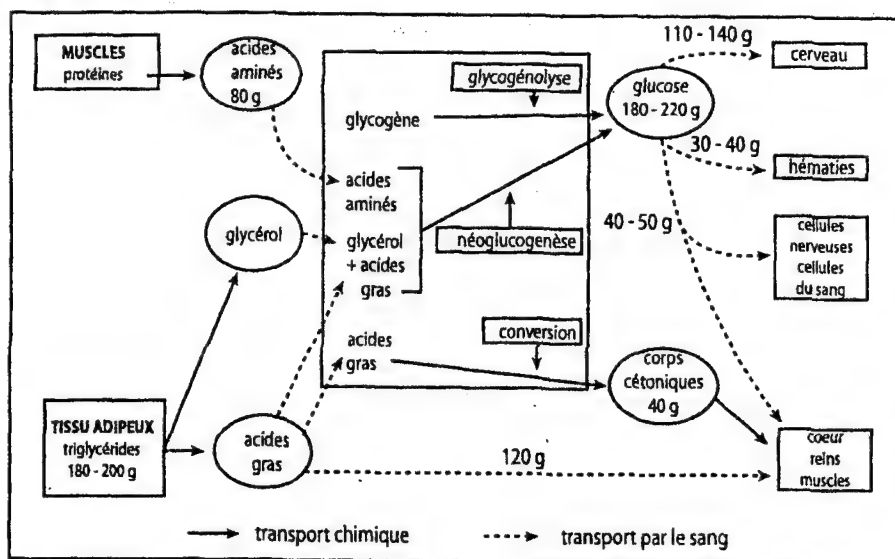 MUSCLES
protéines
acides
aminés
80 g
glycogénolyse
glycogène
glucose
180 - 220 g
110 - 140 g
cerveau
30 - 40 g
hématies
40 - 50 g
cellules
nerveuses
cellules
du sang
acides
aminés
glycérol
+ acides
gras
néoglucogenèse
glycérol
acides
gras
conversion
corps
cétoniques
40 g
TISSU ADIPEUX
triglycérides
180 - 200 g
acides
gras
120 g
coeur
reins
muscles
transport chimique
transport par le sang